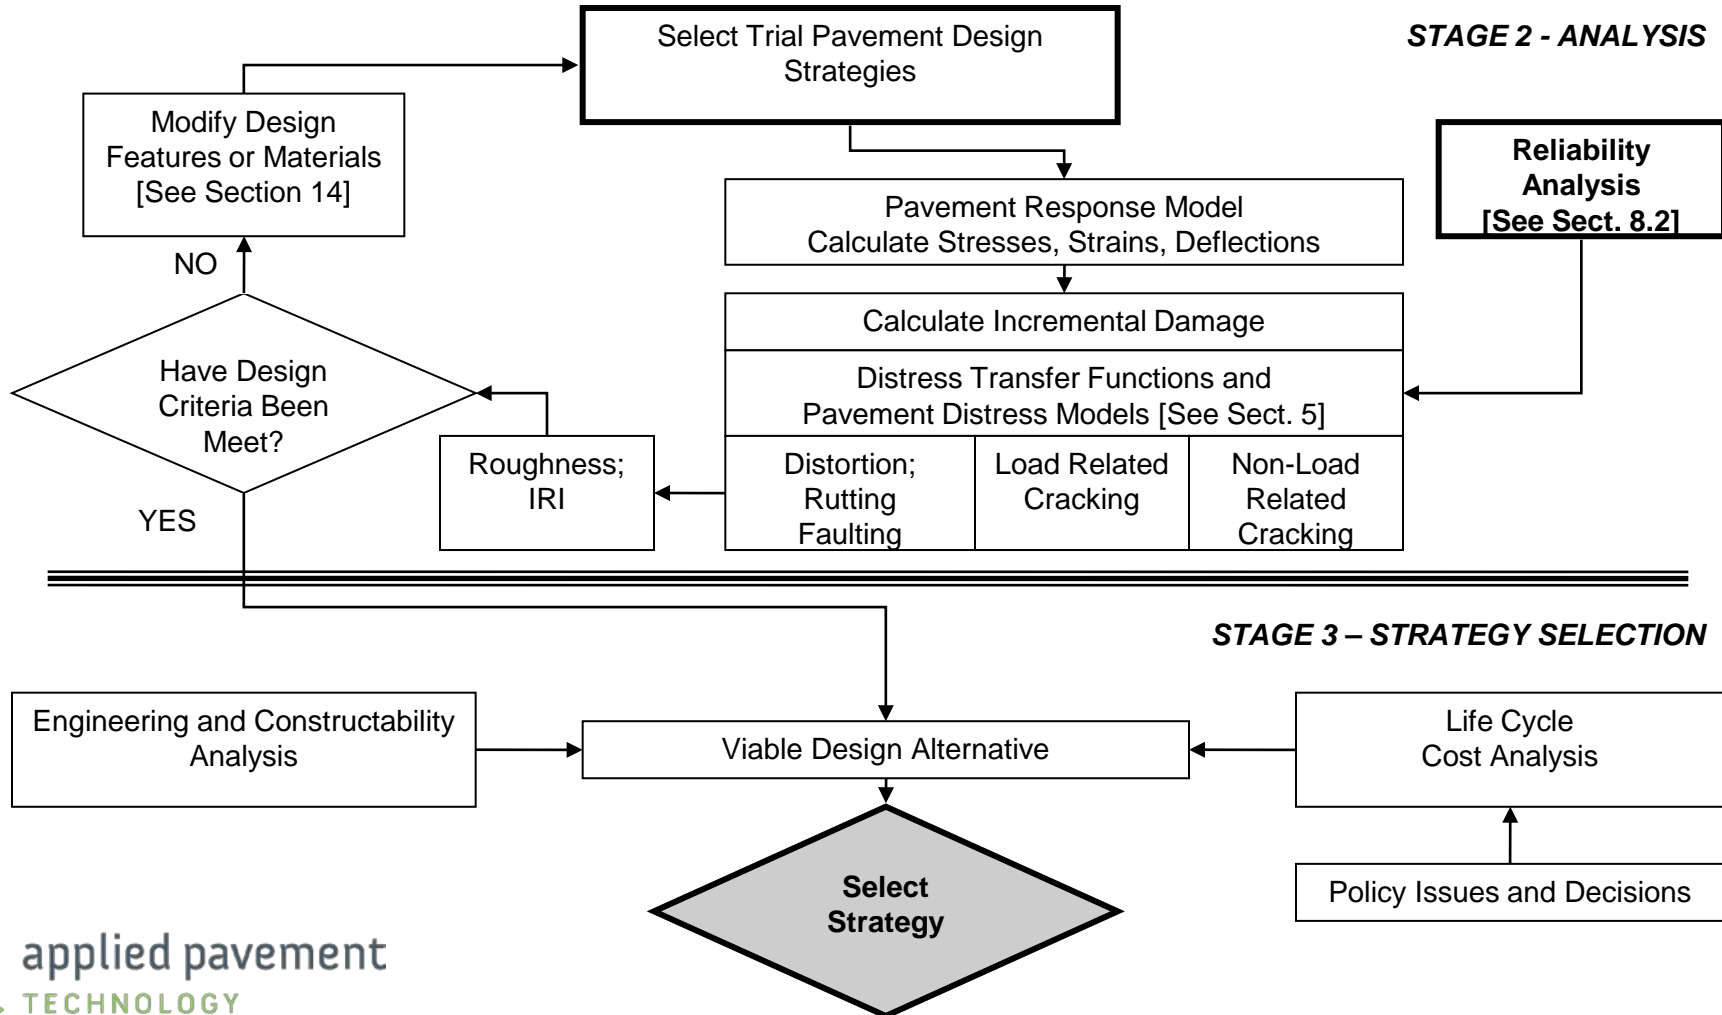 Select Trial Pavement Design
Strategies
STAGE 2 - ANALYSIS
Modify Design
Features or Materials
[See Section 14]
Reliability
Analysis
[See Sect. 8.2]
Pavement Response Model
Calculate Stresses, Strains, Deflections
NO
Calculate Incremental Damage
Have Design
Criteria Been
Meet?
Distress Transfer Functions and
Pavement Distress Models [See Sect. 5]
Roughness;
IRI
Distortion;
Rutting
Faulting
Load Related
Cracking
Non-Load
Related
Cracking
YES
STAGE 3 – STRATEGY SELECTION
Engineering and Constructability
Analysis
Viable Design Alternative
Life Cycle
Cost Analysis
Select
Strategy
Policy Issues and Decisions
applied pavement
TECHNOLOGY